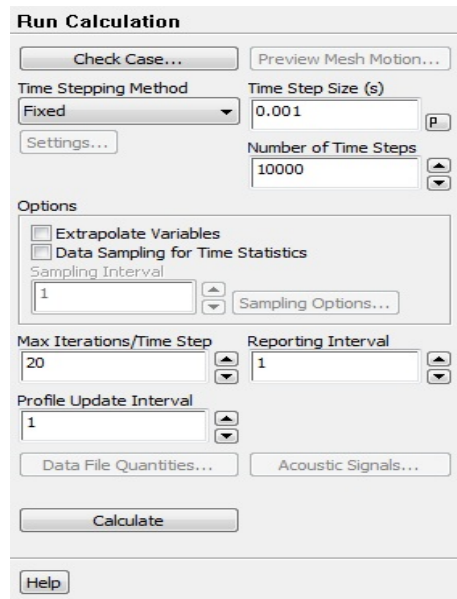 Run Calculation
Check Case... Preview Mesh Motion...
Time Stepping Method Time Step Size (s)
Fixed 0.001 P
Settings... Number of Time Steps
10000
Options
Extrapolate Variables
Data Sampling for Time Statistics
Sampling Interval
1 Sampling Options...
Max Iterations/Time Step Reporting Interval
20 1
Profile Update Interval
1
Data File Quantities... Acoustic Signals...
Calculate
Help